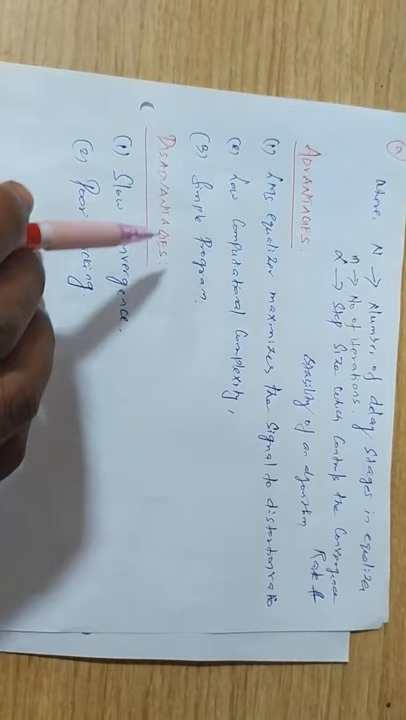 where, N → Number of delay stages in equalizer
n → No of iterations.
α → Step Size which controls the Convergence Rate &
Stability of an algorithm
ADVANTAGES:
(1) LMS equalizer maximizes the Signal to distortion ratio
(2) Low Computational Complexity,
(3) Simple Program.
DISADVANTAGES:
(1) Slow Convergence,
(2) Poor